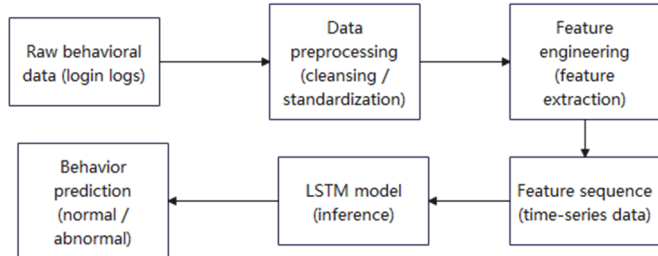 Raw behavioral
data (login logs)
Data
preprocessing
(cleansing /
standardization)
Feature
engineering
(feature
extraction)
Feature sequence
(time-series data)
LSTM model
(inference)
Behavior
prediction
(normal /
abnormal)